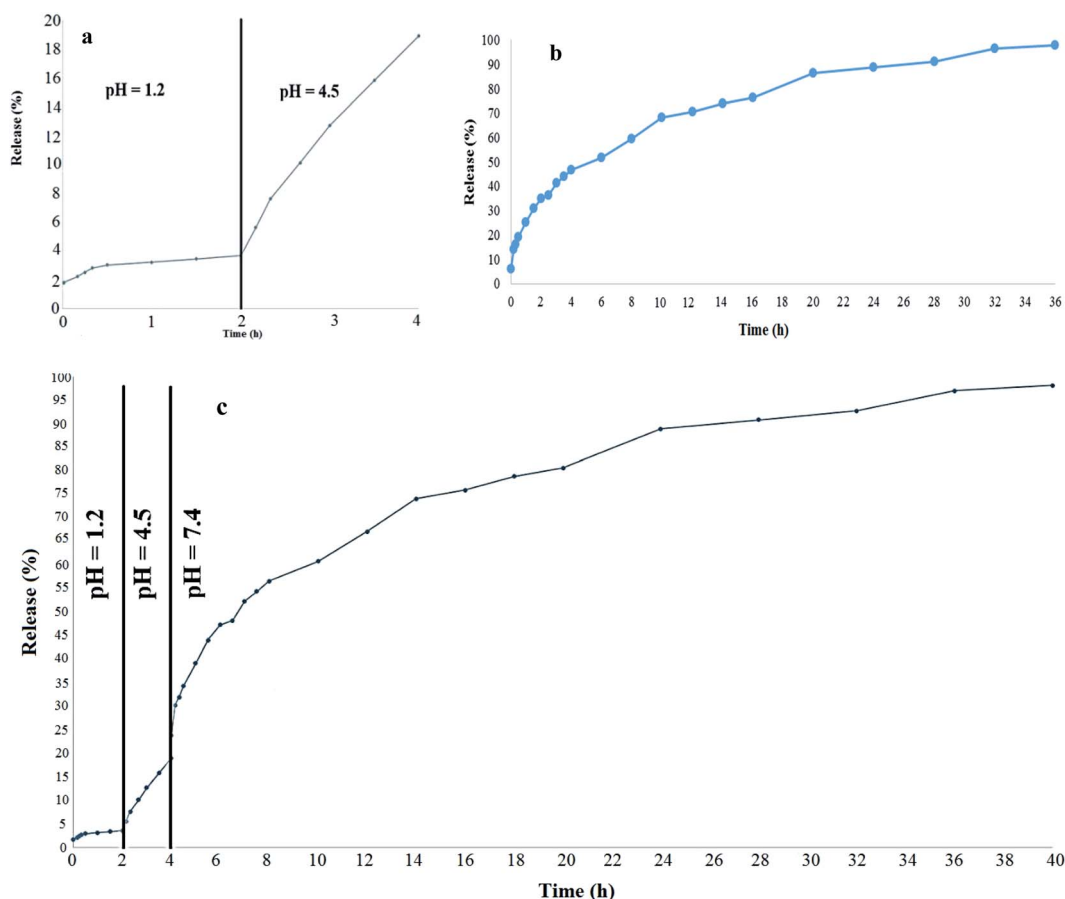 a
20
18
16
14
12
10
8
6
4
2
0
Release (%)
pH = 1.2
pH = 4.5
0 1 2 3 4
Time (h)
b
100
90
80
70
60
50
40
30
20
10
0
Release (%)
0 2 4 6 8 10 12 14 16 18 20 22 24 26 28 30 32 34 36
Time (h)
c
100
95
90
85
80
75
70
65
60
55
50
45
40
35
30
25
20
15
10
5
0
Release (%)
pH = 1.2
pH = 4.5
pH = 7.4
0 2 4 6 8 10 12 14 16 18 20 22 24 26 28 30 32 34 36 38 40
Time (h)